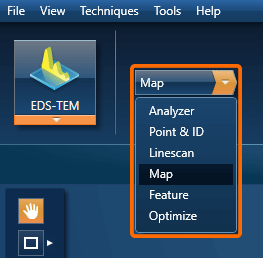 File View Techniques Tools Help
EDS-TEM
Map
Analyzer
Point & ID
Linescan
Map
Feature
Optimize